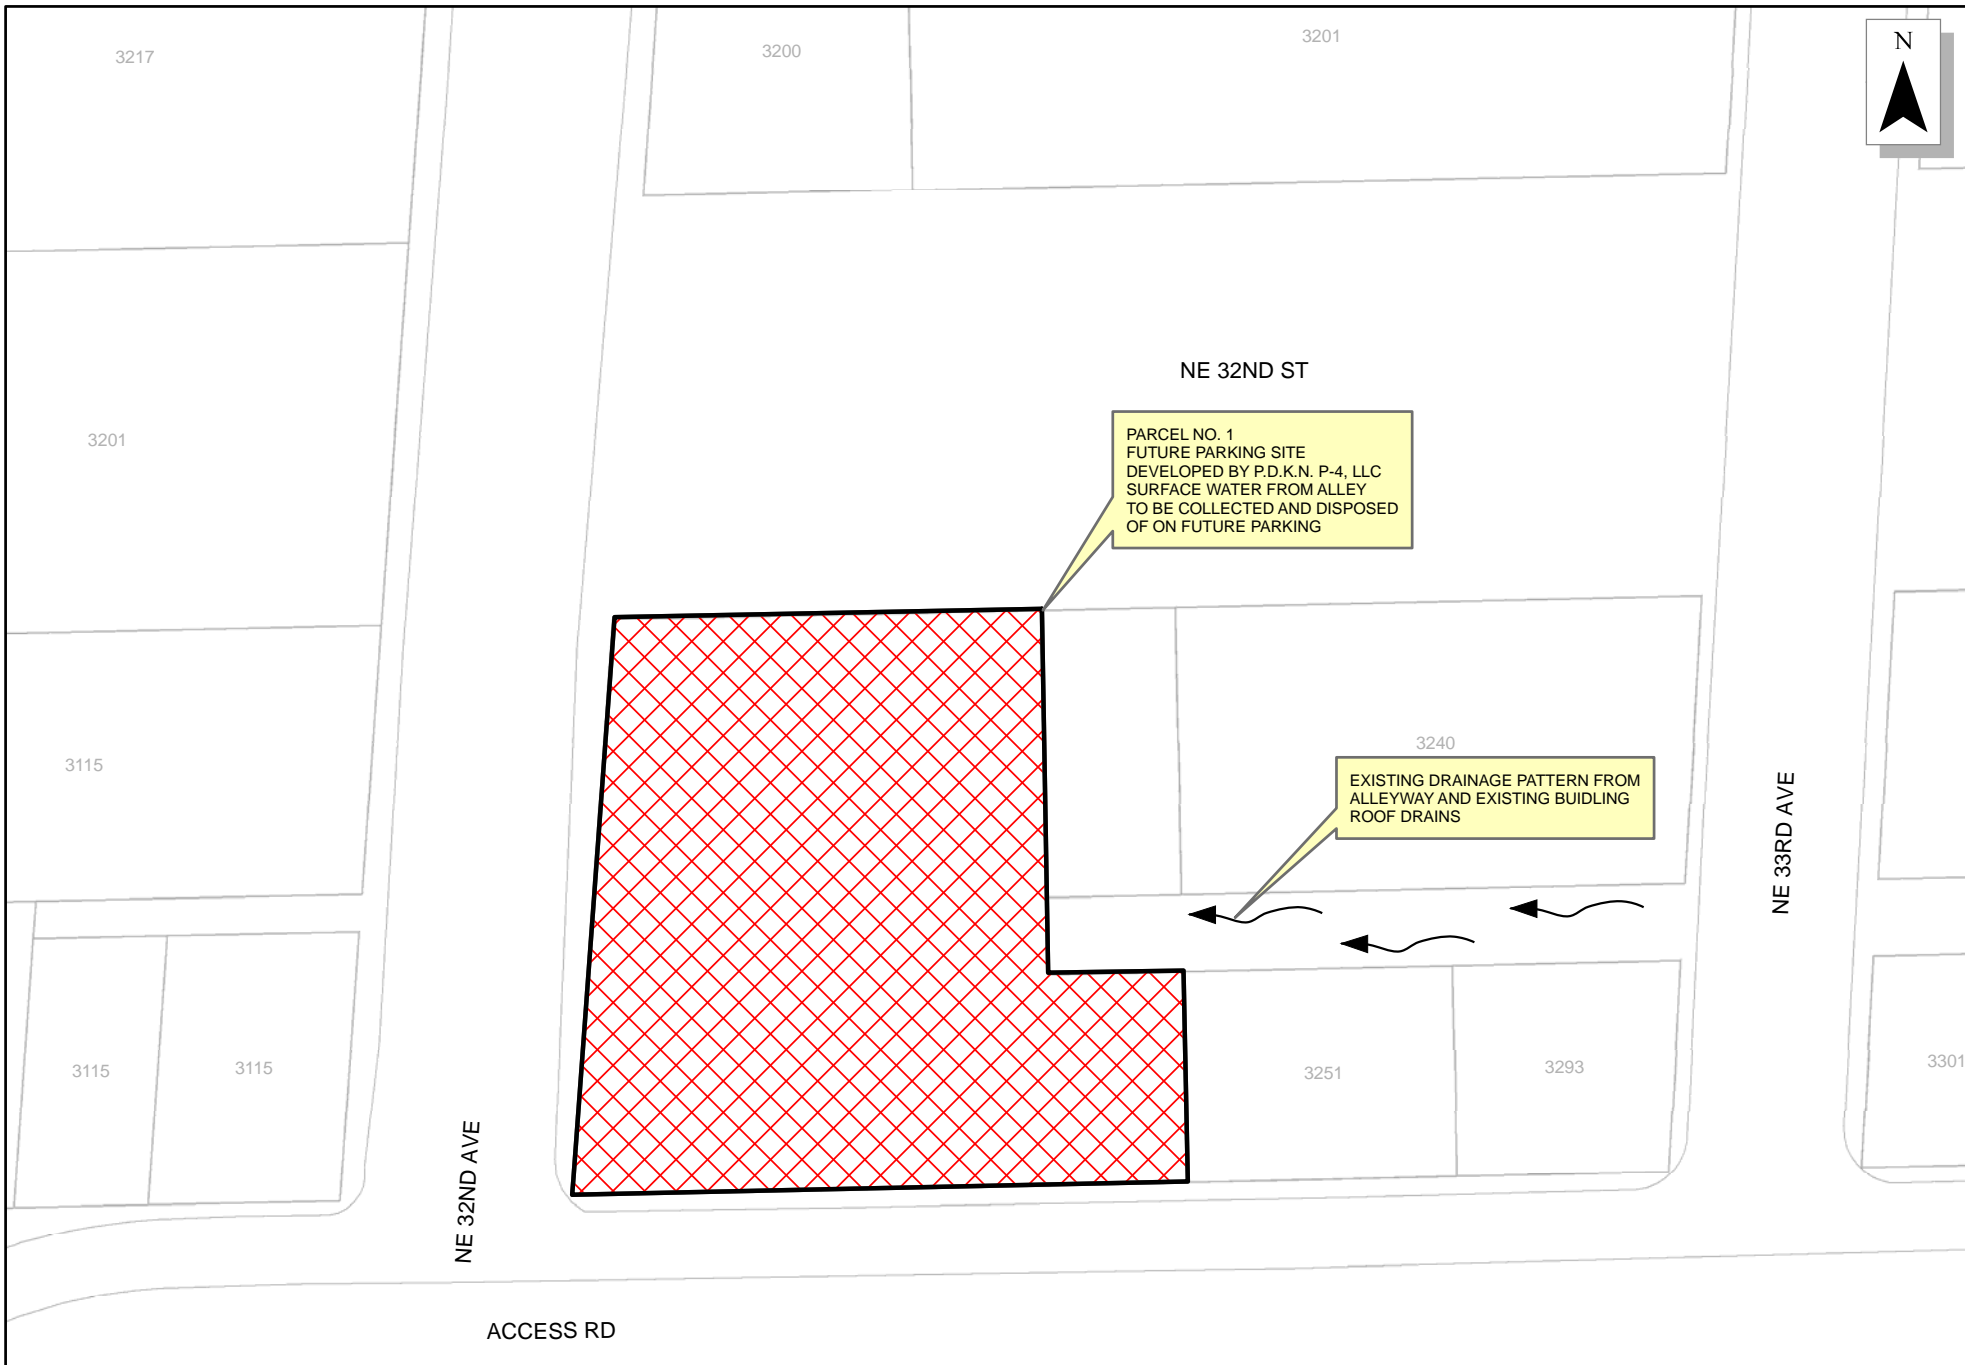 3217
3200
3201
N
NE 32ND ST
3201
PARCEL NO. 1
FUTURE PARKING SITE
DEVELOPED BY P.D.K.N. P-4, LLC
SURFACE WATER FROM ALLEY
TO BE COLLECTED AND DISPOSED
OF ON FUTURE PARKING
3115
3240
EXISTING DRAINAGE PATTERN FROM
ALLEYWAY AND EXISTING BUIDLING
ROOF DRAINS
NE 33RD AVE
3115
3115
3251
3293
3301
NE 32ND AVE
ACCESS RD